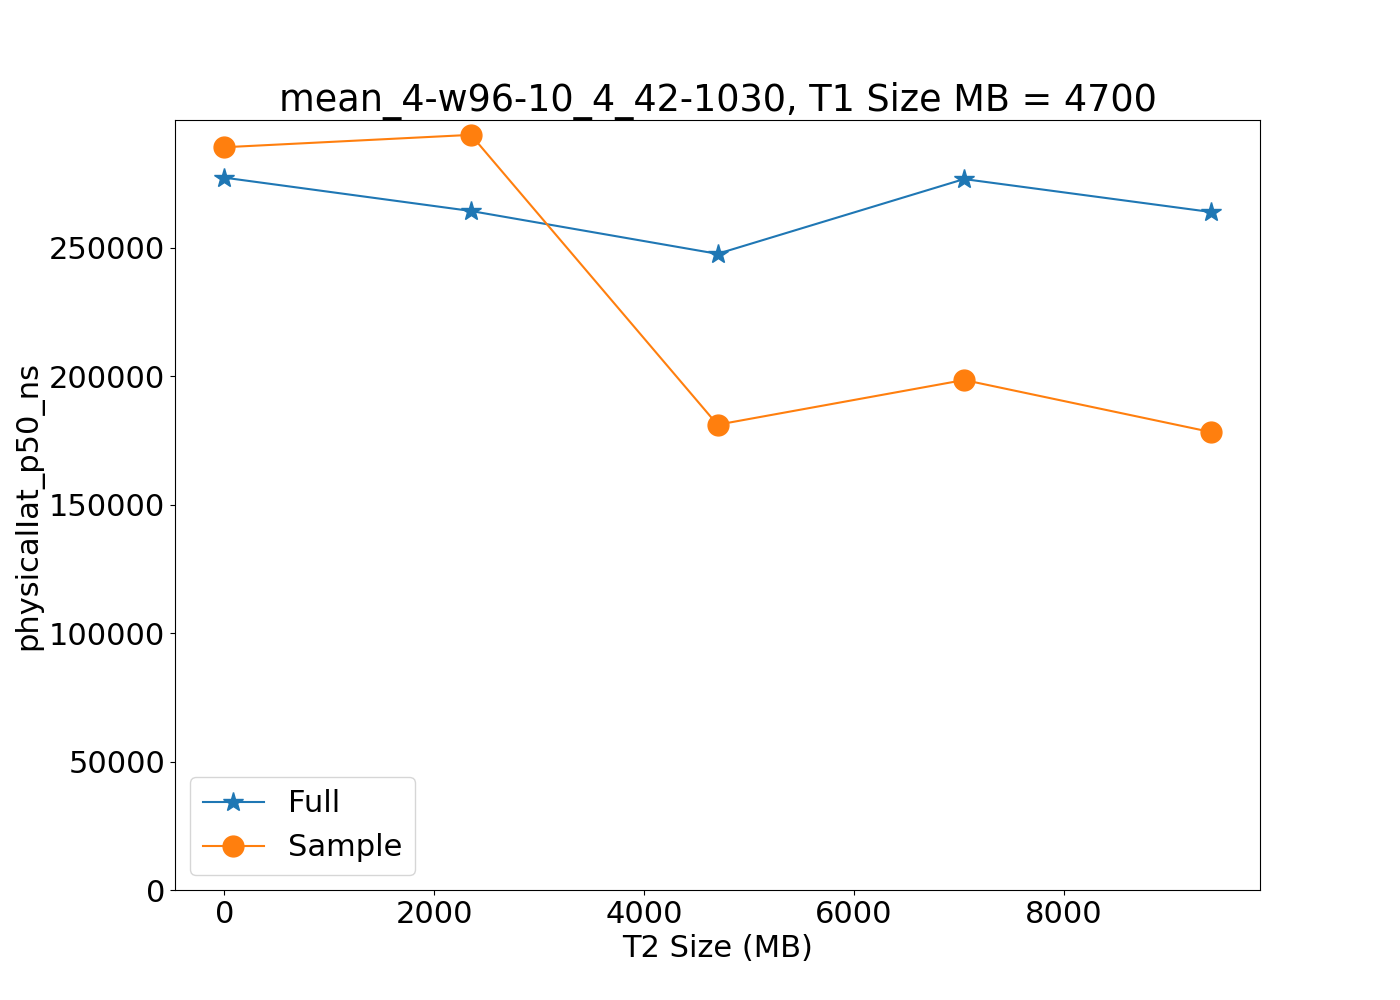 mean_4-w96-10_4_42-1030, T1 Size MB = 4700
physicallat_p50_ns
250000
200000
150000
100000
50000
0
Full
Sample
0 2000 4000 6000 8000
T2 Size (MB)